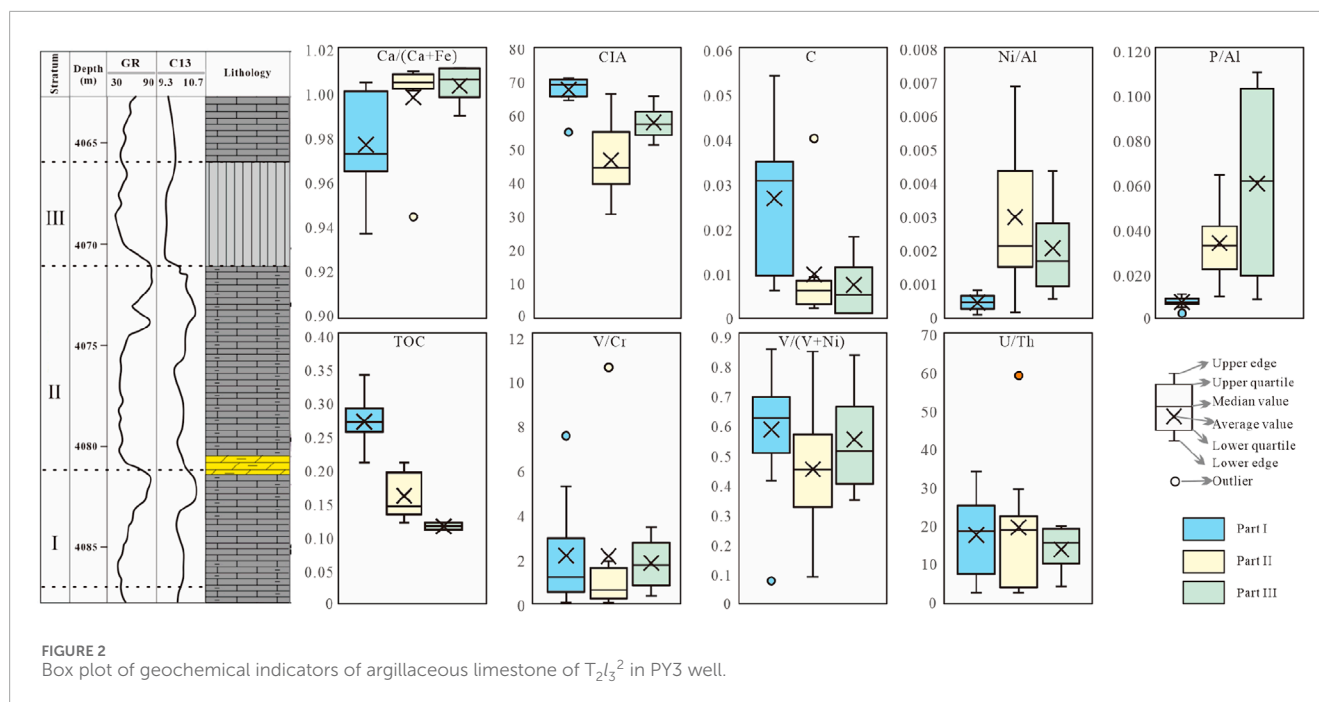 Stratum
Depth
(m)
GR
30 90
C13
9.3 10.7
Lithology
4065
III
4070
4075
II
4080
I
4085
Ca/(Ca+Fe)
1.02
1.00
0.98
0.96
0.94
0.92
0.90
CIA
80
70
60
50
40
30
20
10
0
C
0.06
0.05
0.04
0.03
0.02
0.01
0
Ni/Al
0.008
0.007
0.006
0.005
0.004
0.003
0.002
0.001
0
P/Al
0.120
0.100
0.080
0.060
0.040
0.020
0
TOC
0.40
0.35
0.30
0.25
0.20
0.15
0.10
0.05
0.00
V/Cr
12
10
8
6
4
2
0
V/(V+Ni)
0.9
0.8
0.7
0.6
0.5
0.4
0.3
0.2
0.1
0
U/Th
70
60
50
40
30
20
10
0
Upper edge
Upper quartile
Median value
Average value
Lower quartile
Lower edge
Outlier
Part I
Part II
Part III
FIGURE 2
Box plot of geochemical indicators of argillaceous limestone of T₂l₃² in PY3 well.